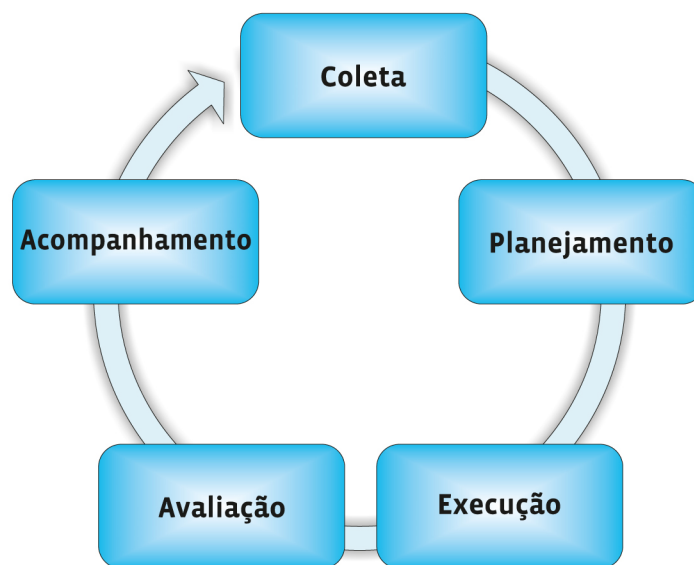 Coleta
Planejamento
Execução
Avaliação
Acompanhamento